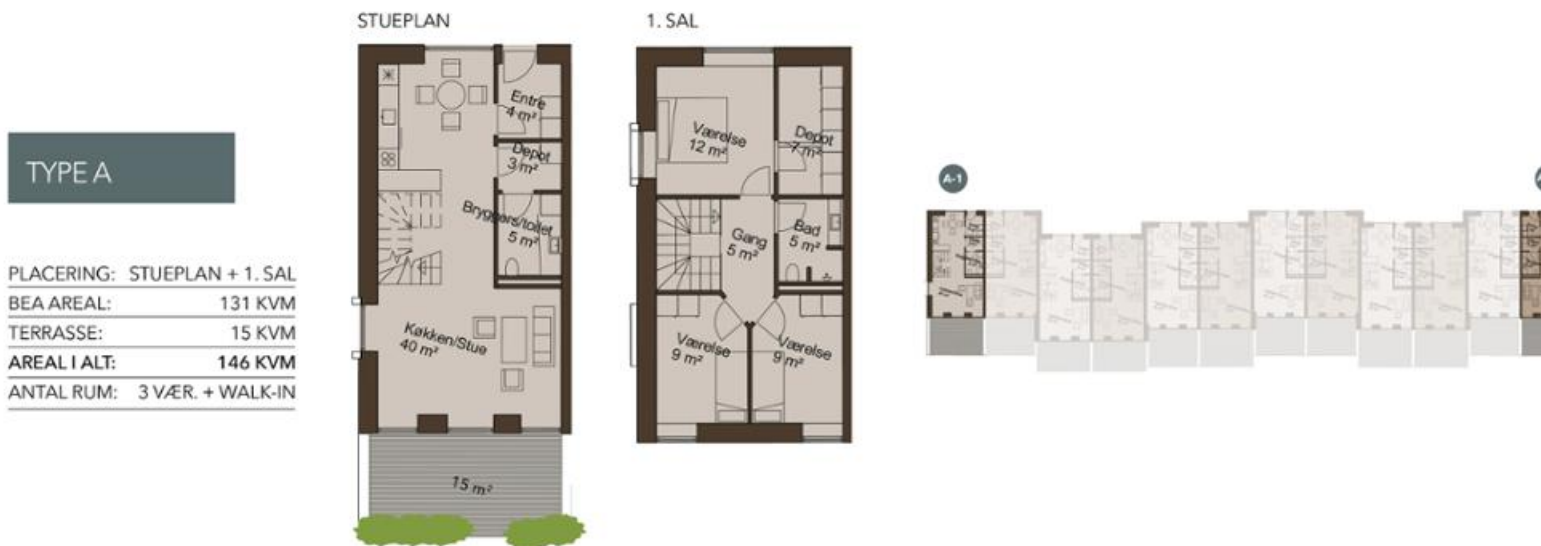 TYPE A
PLACERING: STUEPLAN + 1. SAL
BEA AREAL: 131 KVM
TERRASSE: 15 KVM
AREAL I ALT: 146 KVM
ANTAL RUM: 3 VÆR. + WALK-IN
STUEPLAN
Entre
4 m²
Depot
3 m²
Bryggers/toilet
5 m²
Køkken/Stue
40 m²
15 m²
1. SAL
Værelse
12 m²
Depot
7 m²
Gang
5 m²
Bad
5 m²
Værelse
9 m²
Værelse
9 m²
A-1